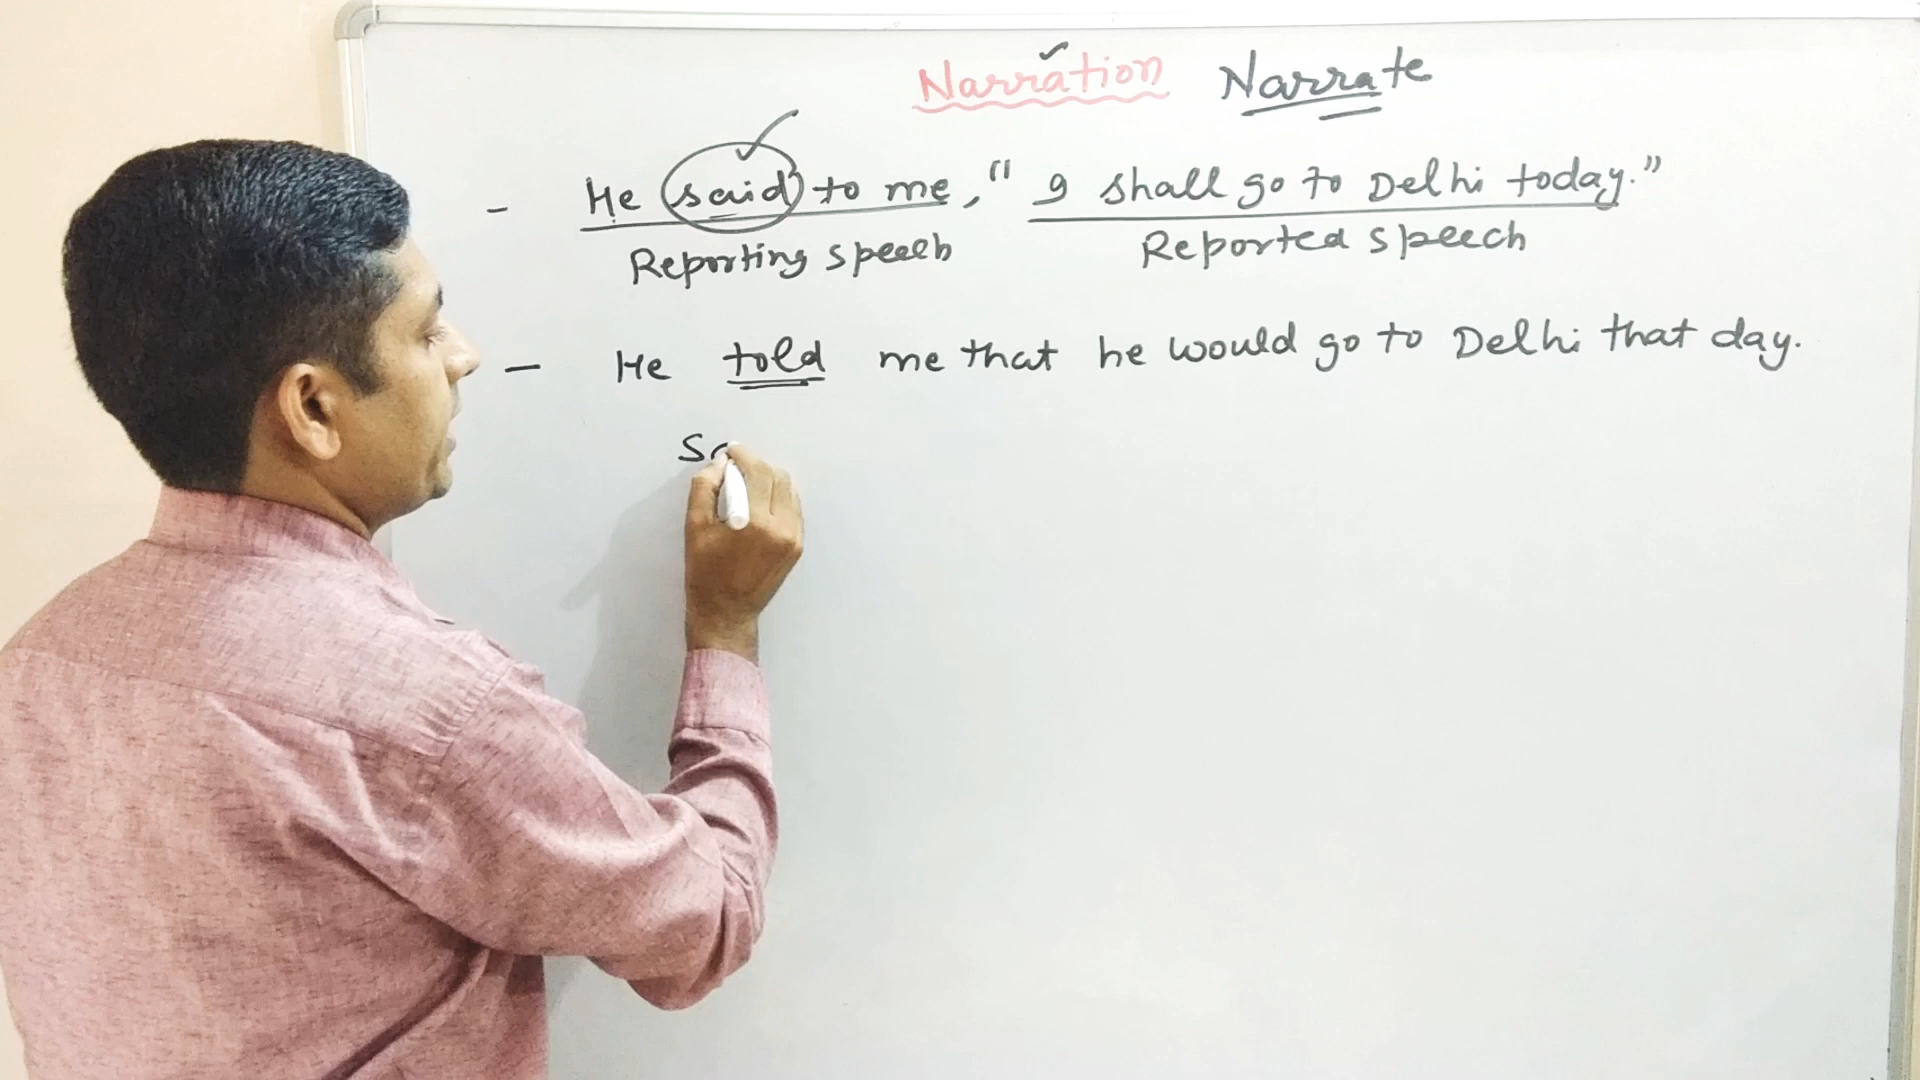 Narration Narrate
- He said to me, " I shall go to Delhi today."
Reporting speech Reported speech
- He told me that he would go to Delhi that day.
Sa